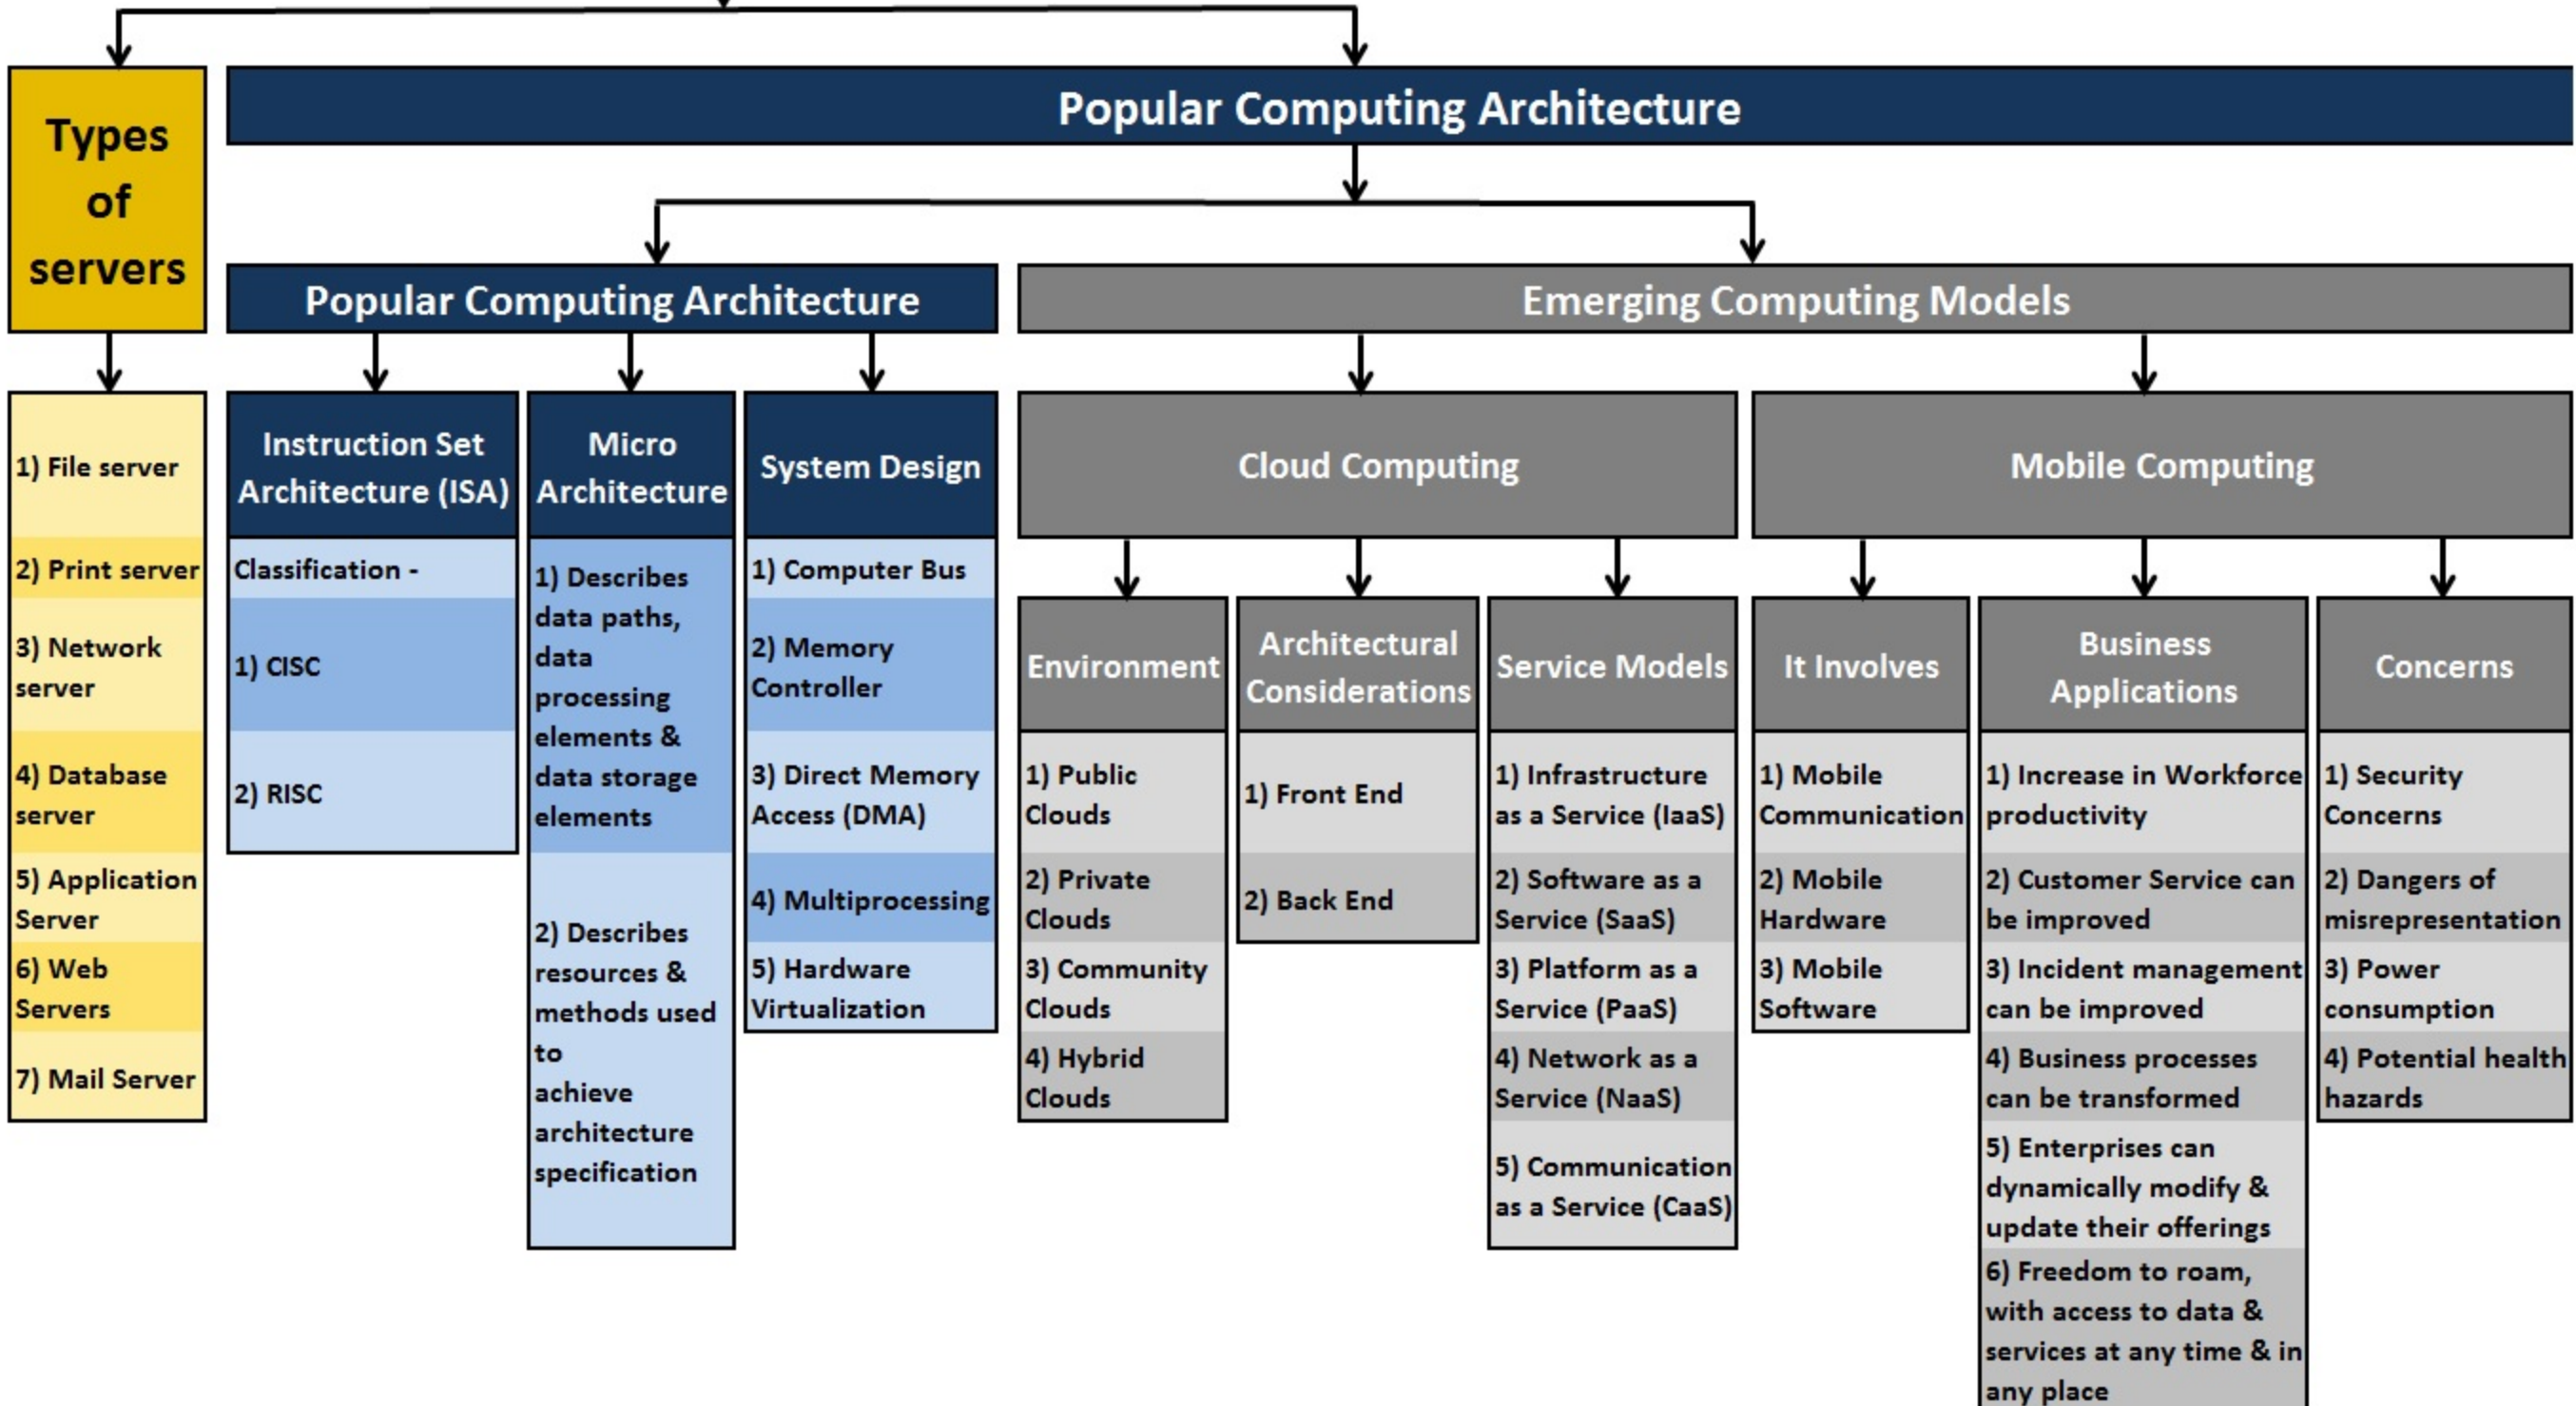 Types
of
servers
Popular Computing Architecture
Popular Computing Architecture
Emerging Computing Models
1) File server
2) Print server
3) Network
server
4) Database
server
5) Application
Server
6) Web
Servers
7) Mail Server
Instruction Set
Architecture (ISA)
Classification -
1) CISC
2) RISC
Micro
Architecture
1) Describes
data paths,
data
processing
elements &
data storage
elements
2) Describes
resources &
methods used
to
achieve
architecture
specification
System Design
1) Computer Bus
2) Memory
Controller
3) Direct Memory
Access (DMA)
4) Multiprocessing
5) Hardware
Virtualization
Cloud Computing
Environment
1) Public
Clouds
2) Private
Clouds
3) Community
Clouds
4) Hybrid
Clouds
Architectural
Considerations
1) Front End
2) Back End
Service Models
1) Infrastructure
as a Service (IaaS)
2) Software as a
Service (SaaS)
3) Platform as a
Service (PaaS)
4) Network as a
Service (NaaS)
5) Communication
as a Service (CaaS)
Mobile Computing
It Involves
1) Mobile
Communication
2) Mobile
Hardware
3) Mobile
Software
Business
Applications
1) Increase in Workforce
productivity
2) Customer Service can
be improved
3) Incident management
can be improved
4) Business processes
can be transformed
5) Enterprises can
dynamically modify &
update their offerings
6) Freedom to roam,
with access to data &
services at any time & in
any place
Concerns
1) Security
Concerns
2) Dangers of
misrepresentation
3) Power
consumption
4) Potential health
hazards